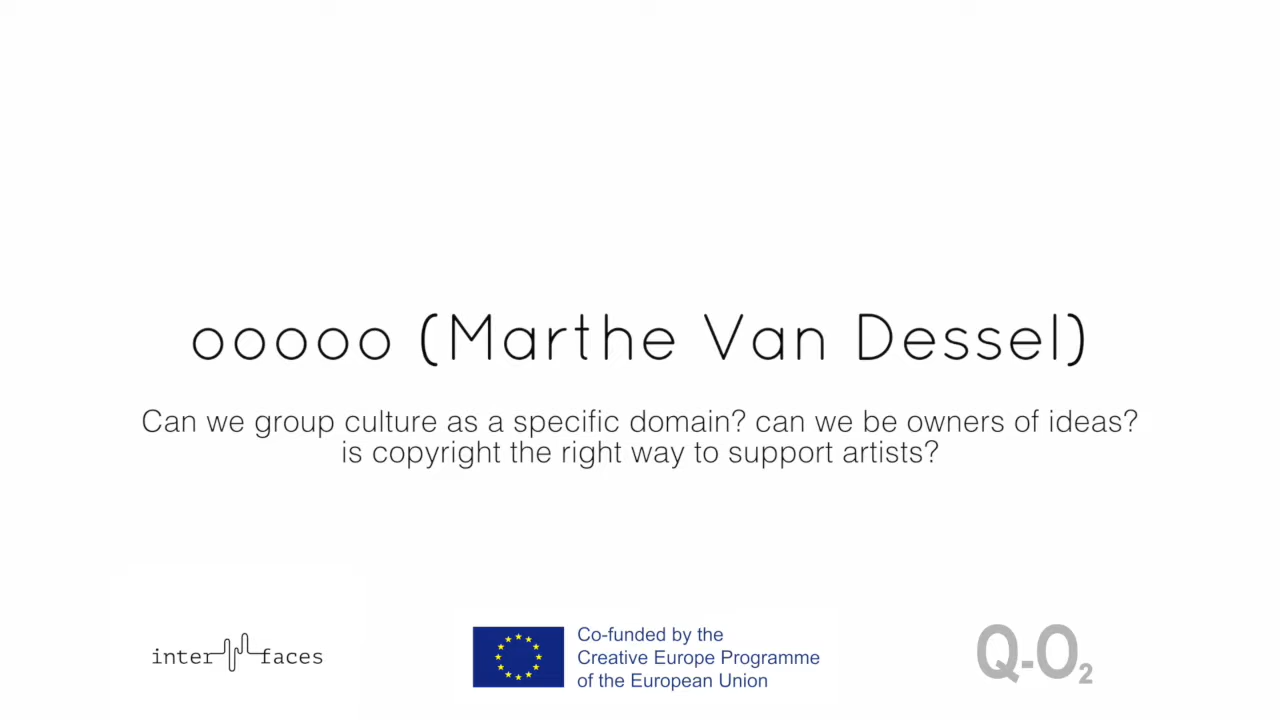 ooooo (Marthe Van Dessel)
Can we group culture as a specific domain? can we be owners of ideas?
is copyright the right way to support artists?
inter faces
Co-funded by the
Creative Europe Programme
of the European Union
Q-O2